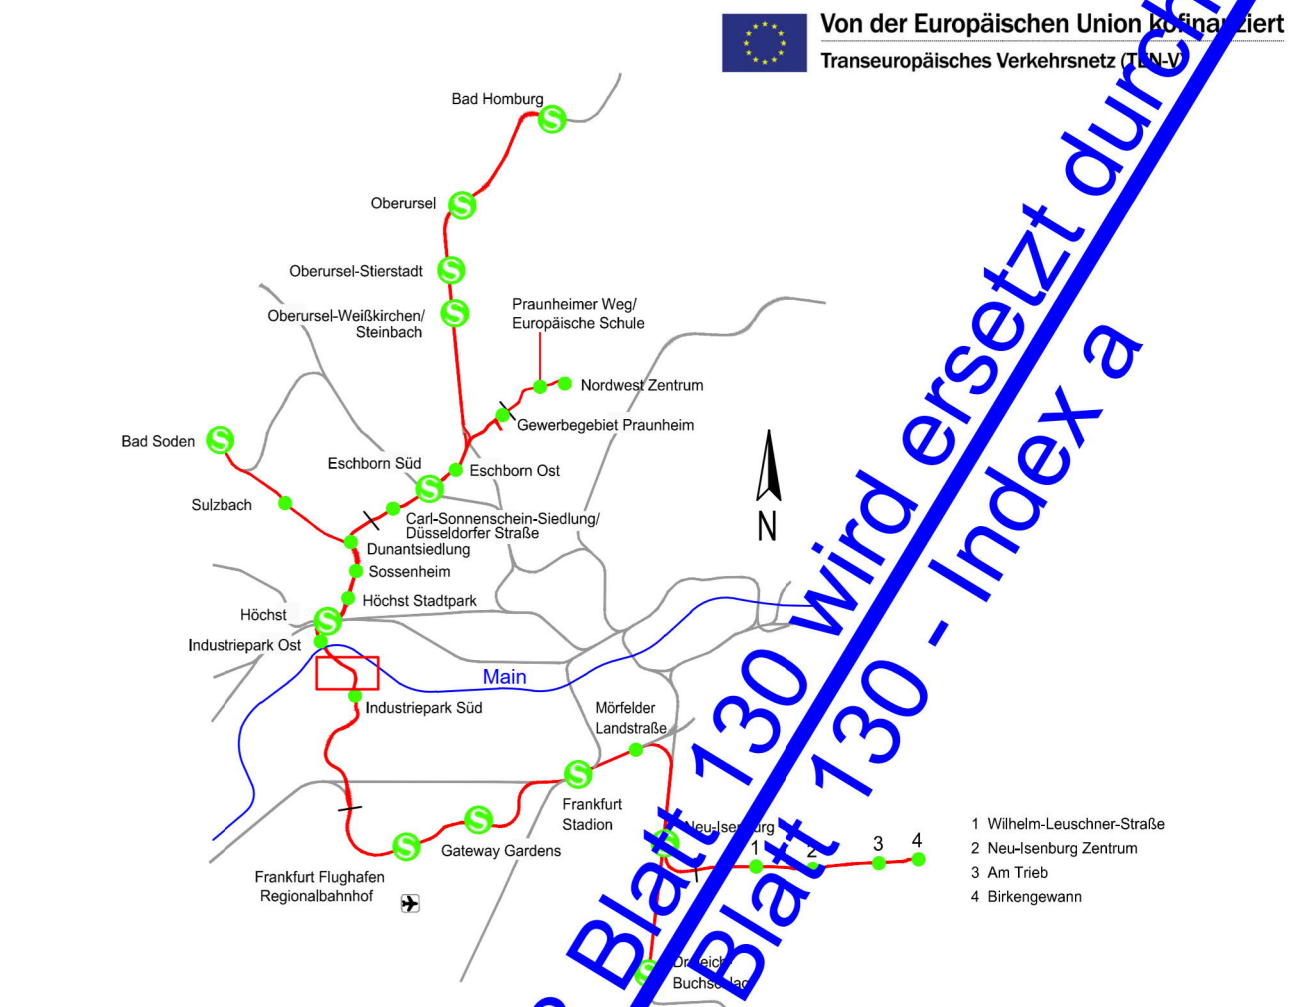 Von der Europäischen Union kofinanziert
Transeuropäisches Verkehrsnetz (TEN-V)
Bad Homburg
Oberursel
Oberursel-Stierstadt
Oberursel-Weißkirchen/
Steinbach
Praunheimer Weg/
Europäische Schule
Nordwest Zentrum
Gewerbegebiet Praunheim
Bad Soden
Eschborn Süd
Eschborn Ost
Sulzbach
Carl-Sonnenschein-Siedlung/
Düsseldorfer Straße
Dunantsiedlung
Sossenheim
Höchst Stadtpark
Höchst
Industriepark Ost
Main
Industriepark Süd
Mörfelder
Landstraße
Frankfurt
Stadion
Gateway Gardens
Frankfurt Flughafen
Regionalbahnhof
Neu-Isenburg
1
2
3
4
Dreieich-
Buchschlag
N
1 Wilhelm-Leuschner-Straße
2 Neu-Isenburg Zentrum
3 Am Trieb
4 Birkengewann
Blatt 130 wird ersetzt durch
Blatt 130 - Index a